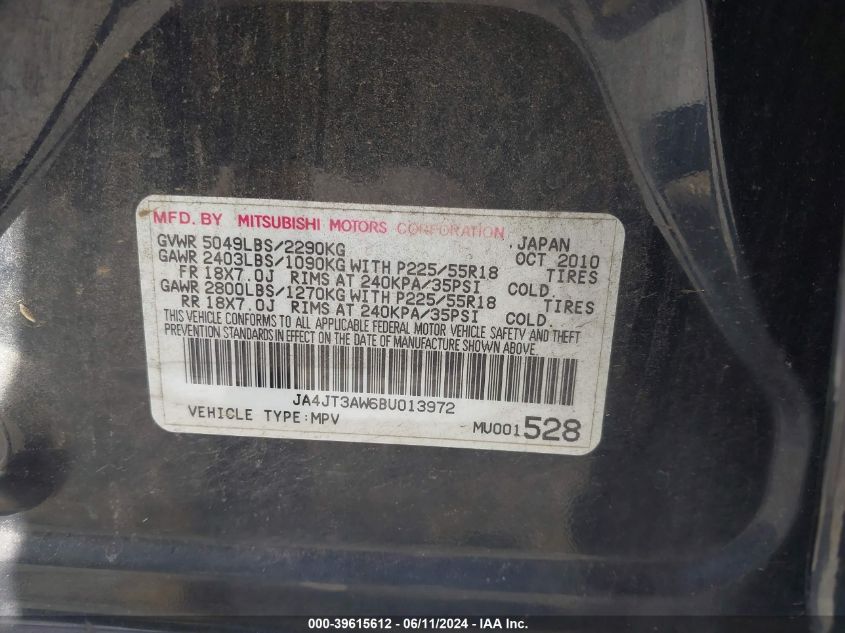 MFD. BY MITSUBISHI MOTORS CORPORATION
GVWR 5049LBS/2290KG JAPAN OCT 2010
GAWR 2403LBS/1090KG WITH P225/55R18 TIRES
FR 18X7.0J RIMS AT 240KPA/35PSI COLD
GAWR 2800LBS/1270KG WITH P225/55R18 TIRES
RR 18X7.0J RIMS AT 240KPA/35PSI COLD.
THIS VEHICLE CONFORMS TO ALL APPLICABLE FEDERAL MOTOR VEHICLE SAFETY AND THEFT
PREVENTION STANDARDS IN EFFECT ON THE DATE OF MANUFACTURE SHOWN ABOVE.
JA4JT3AW6BU013972
VEHICLE TYPE:MPV MU001528
000-39615612 - 06/11/2024 - IAA Inc.